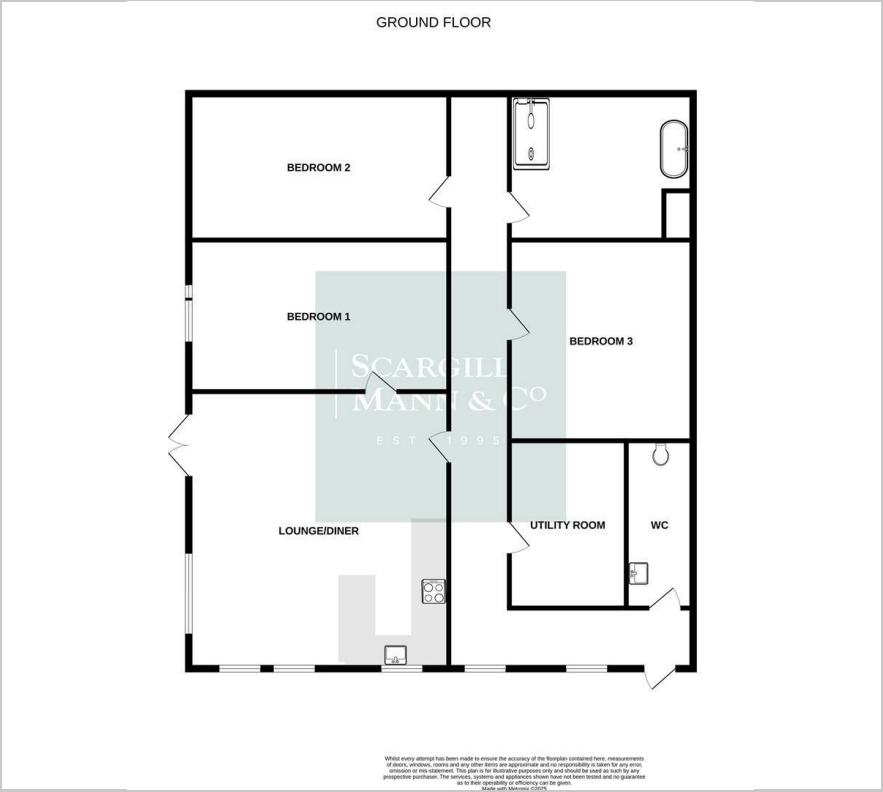 GROUND FLOOR
BEDROOM 2
BEDROOM 1
BEDROOM 3
SCARGILL
MANN & CO
EST 1995
LOUNGE/DINER
UTILITY ROOM
WC
Whilst every attempt has been made to ensure the accuracy of the floorplan contained here, measurements
of doors, windows, rooms and any other items are approximate and no responsibility is taken for any error,
omission or mis-statement. This plan is for illustrative purposes only and should be used as such by any
prospective purchaser. The services, systems and appliances shown have not been tested and no guarantee
as to their operability or efficiency can be given.
Made with Metropix ©2025